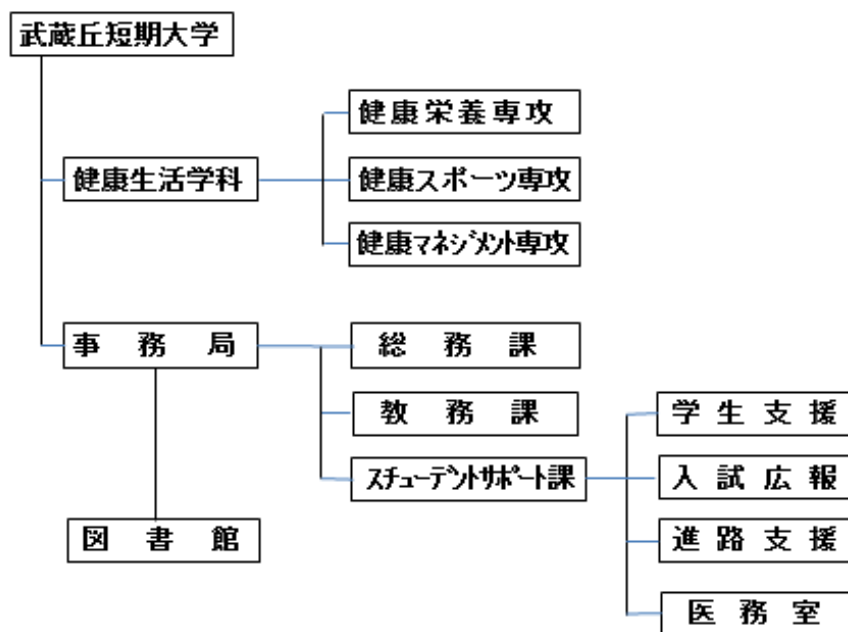 武蔵丘短期大学
健康栄養専攻
健康生活学科
健康スポーツ専攻
健康マネジメント専攻
事務局
総務課
教務課
学生支援
スチューデントサポート課
入試広報
図書館
進路支援
医務室